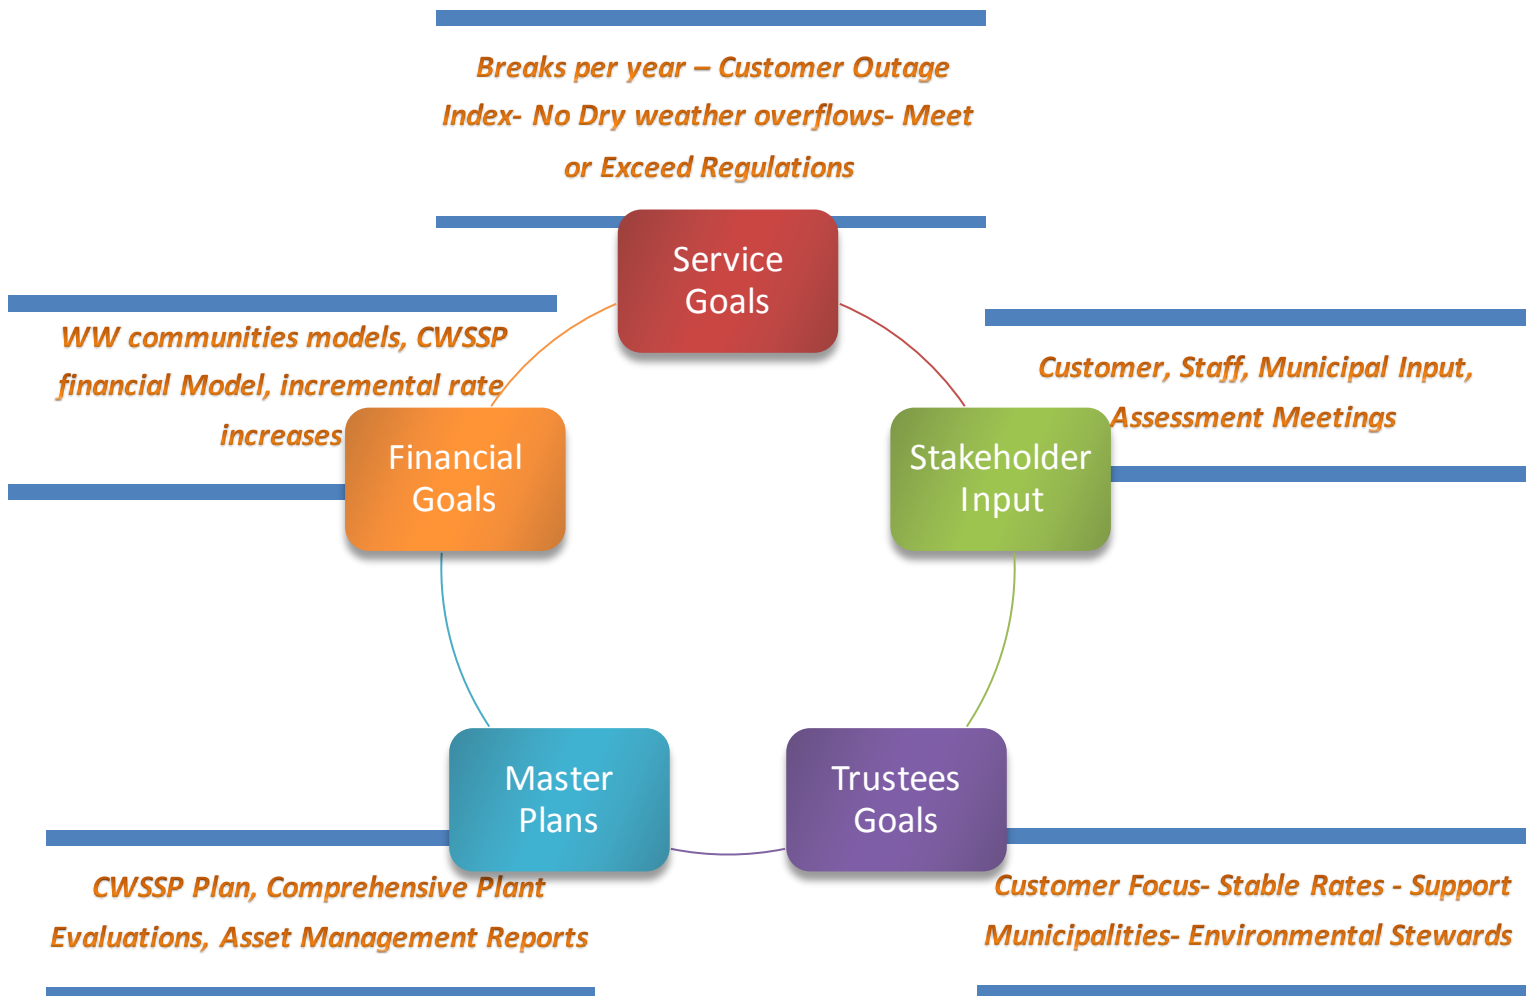 Breaks per year – Customer Outage
Index- No Dry weather overflows- Meet
or Exceed Regulations
Service
Goals
WW communities models, CWSSP
financial Model, incremental rate
increases
Financial
Goals
Customer, Staff, Municipal Input,
Assessment Meetings
Stakeholder
Input
Master
Plans
Trustees
Goals
CWSSP Plan, Comprehensive Plant
Evaluations, Asset Management Reports
Customer Focus- Stable Rates - Support
Municipalities- Environmental Stewards